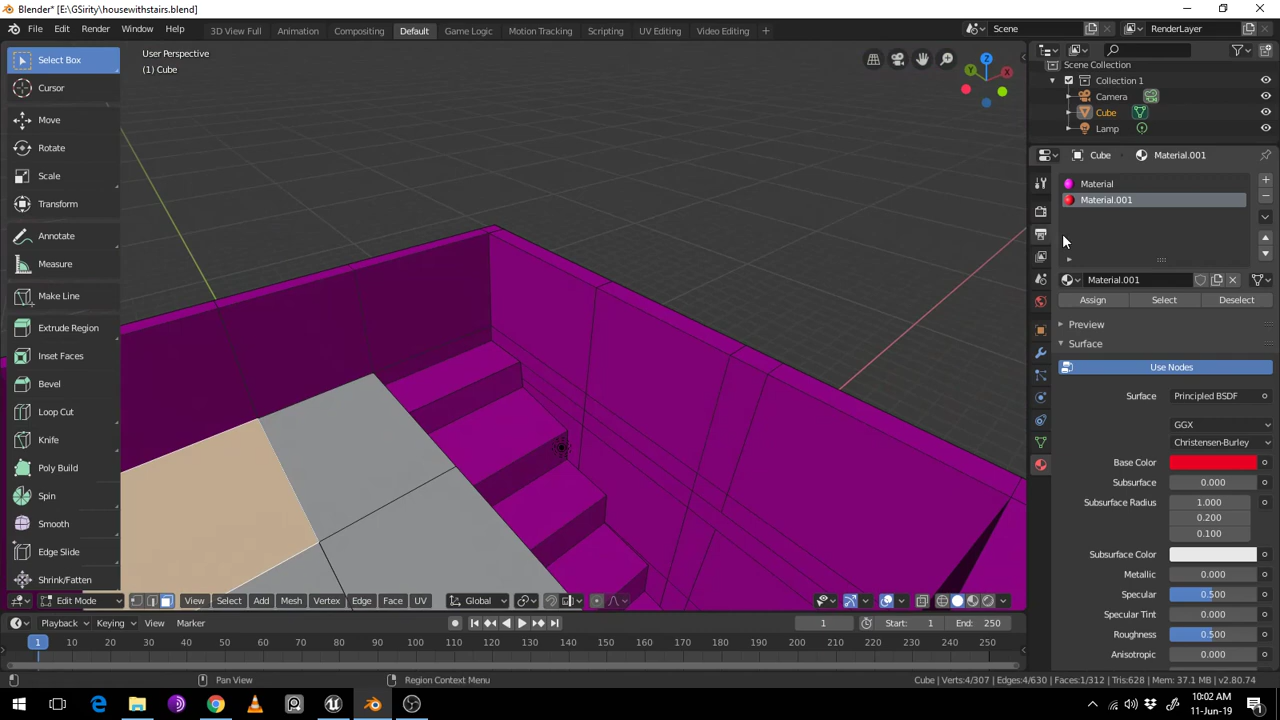 Blender* [E:\GSirity\housewithstairs.blend]
File Edit Render Window Help 3D View Full Animation Compositing Default Game Logic Motion Tracking Scripting UV Editing Video Editing + Scene RenderLayer
Select Box
Cursor
Move
Rotate
Scale
Transform
Annotate
Measure
Make Line
Extrude Region
Inset Faces
Bevel
Loop Cut
Knife
Poly Build
Spin
Smooth
Edge Slide
Shrink/Fatten
User Perspective
(1) Cube
Z
X
Y
Scene Collection
Collection 1
Camera
Cube
Lamp
Cube Material.001
Material
Material.001
Material.001
Assign Select Deselect
Preview
Surface
Use Nodes
Surface Principled BSDF
GGX
Christensen-Burley
Base Color
Subsurface 0.000
Subsurface Radius 1.000
0.200
0.100
Subsurface Color
Metallic 0.000
Specular 0.500
Specular Tint 0.000
Roughness 0.500
Anisotropic 0.000
Edit Mode View Select Add Mesh Vertex Edge Face UV Global
Playback Keying View Marker 1 Start: 1 End: 250
1 10 20 30 40 50 60 70 80 90 100 110 120 130 140 150 160 170 180 190 200 210 220 230 240 250
Pan View Region Context Menu Cube | Verts:4/307 | Edges:4/630 | Faces:1/312 | Tris:628 | Mem: 37.1 MB | v2.80.74
10:02 AM
11-Jun-19
1